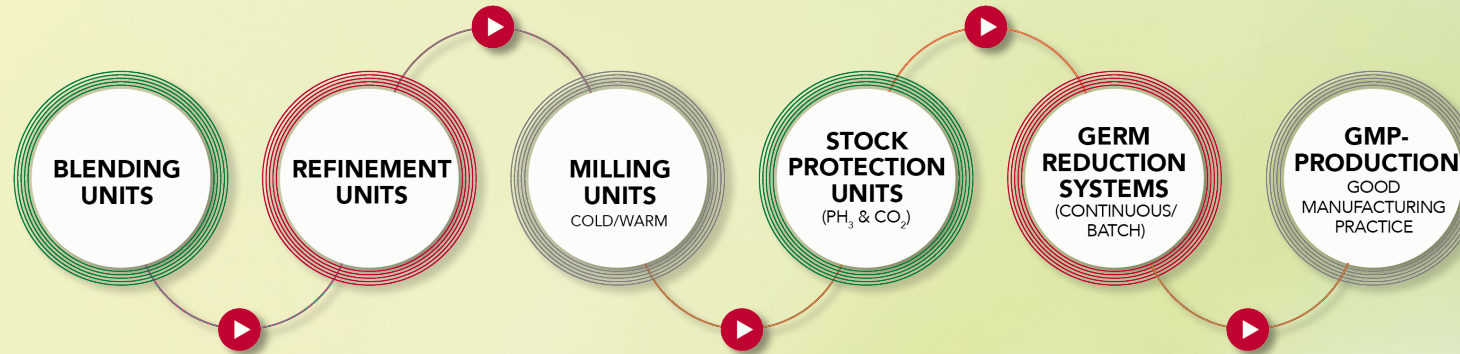 BLENDING
UNITS
REFINEMENT
UNITS
MILLING
UNITS
COLD/WARM
STOCK
PROTECTION
UNITS
(PH₃ & CO₂)
GERM
REDUCTION
SYSTEMS
(CONTINUOUS/
BATCH)
GMP-
PRODUCTION
GOOD
MANUFACTURING
PRACTICE